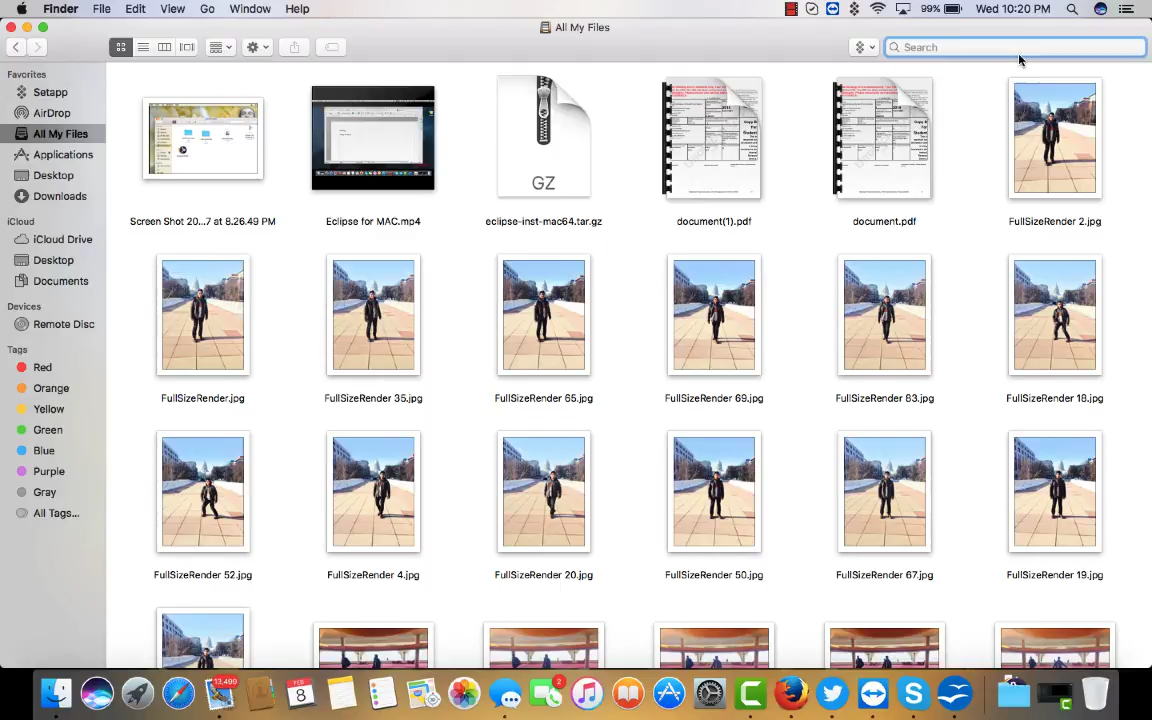 Finder File Edit View Go Window Help 99% Wed 10:20 PM
All My Files
Search
Favorites
Setapp
AirDrop
All My Files
Applications
Desktop
Downloads
iCloud
iCloud Drive
Desktop
Documents
Devices
Remote Disc
Tags
Red
Orange
Yellow
Green
Blue
Purple
Gray
All Tags...
GZ
Screen Shot 20...7 at 8.26.49 PM Eclipse for MAC.mp4 eclipse-inst-mac64.tar.gz document(1).pdf document.pdf FullSizeRender 2.jpg
FullSizeRender.jpg FullSizeRender 35.jpg FullSizeRender 65.jpg FullSizeRender 69.jpg FullSizeRender 83.jpg FullSizeRender 18.jpg
FullSizeRender 52.jpg FullSizeRender 4.jpg FullSizeRender 20.jpg FullSizeRender 50.jpg FullSizeRender 67.jpg FullSizeRender 19.jpg
13,499 FEB 8 2